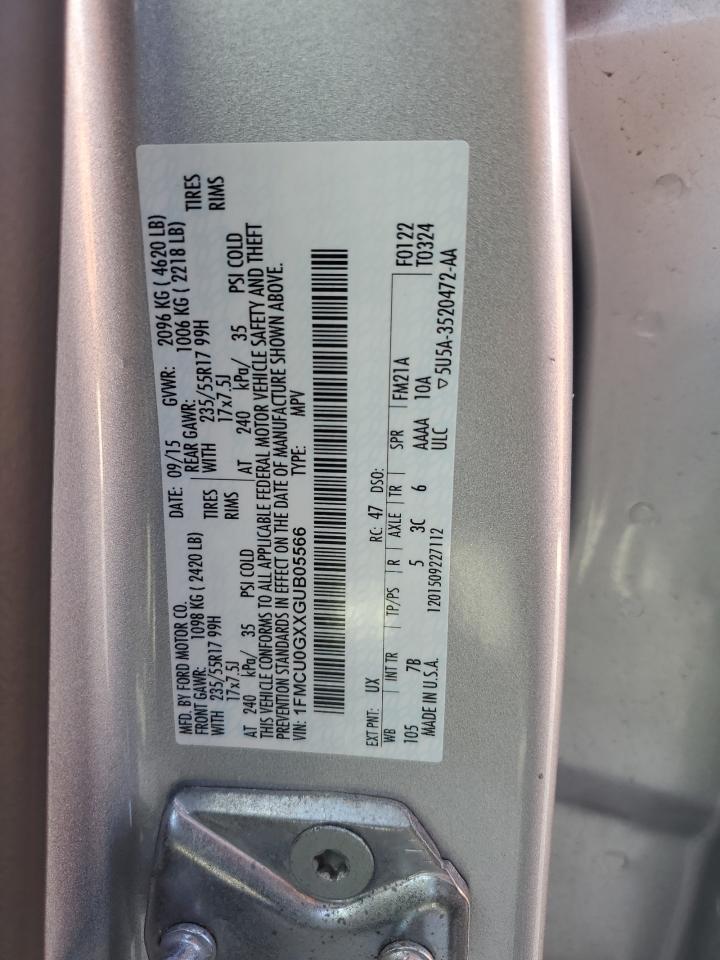 MFD. BY FORD MOTOR CO. DATE: 09/15 GVWR: 2096 KG ( 4620 LB)
FRONT GAWR: 1098 KG ( 2420 LB) REAR GAWR: 1006 KG ( 2218 LB)
WITH 235/55R17 99H TIRES WITH 235/55R17 99H TIRES
17x7.5J RIMS 17x7.5J RIMS
AT 240 kPa/ 35 PSI COLD AT 240 kPa/ 35 PSI COLD
THIS VEHICLE CONFORMS TO ALL APPLICABLE FEDERAL MOTOR VEHICLE SAFETY AND THEFT
PREVENTION STANDARDS IN EFFECT ON THE DATE OF MANUFACTURE SHOWN ABOVE.
VIN: 1FMCU0GXXGUB05566 TYPE: MPV
EXT PNT: UX RC: 47 DSO: FM21A F0122
WB INT TR TP/PS R AXLE TR SPR T0324
105 7B 5 3C 6 AAAA 10A
MADE IN U.S.A. 1201509227112 ULC ▽5U5A-3520472-AA